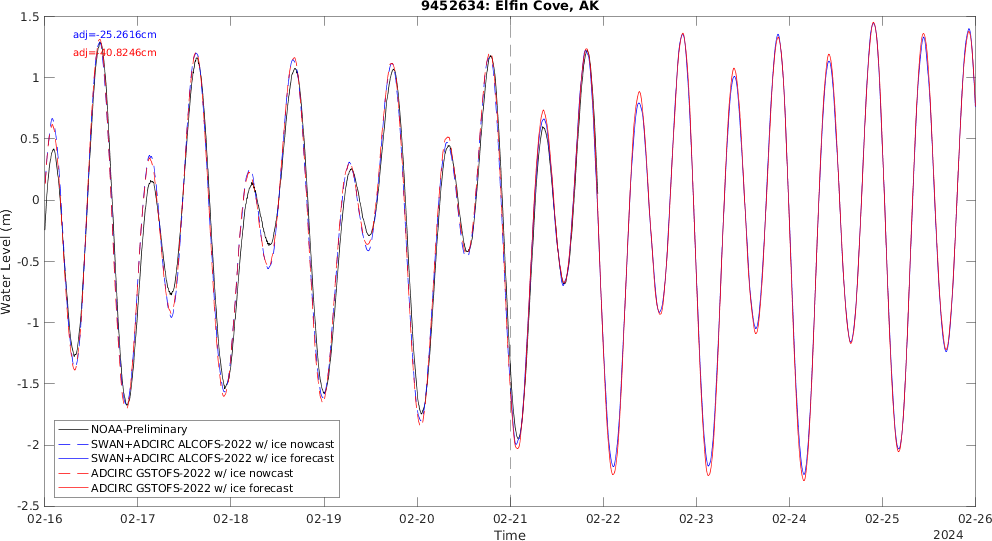 9452634: Elfin Cove, AK
adj=-25.2616cm
adj=-40.8246cm
1.5
1
0.5
0
-0.5
-1
-1.5
-2
-2.5
Water Level (m)
NOAA-Preliminary
SWAN+ADCIRC ALCOFS-2022 w/ ice nowcast
SWAN+ADCIRC ALCOFS-2022 w/ ice forecast
ADCIRC GSTOFS-2022 w/ ice nowcast
ADCIRC GSTOFS-2022 w/ ice forecast
02-16 02-17 02-18 02-19 02-20 02-21 02-22 02-23 02-24 02-25 02-26
Time
2024